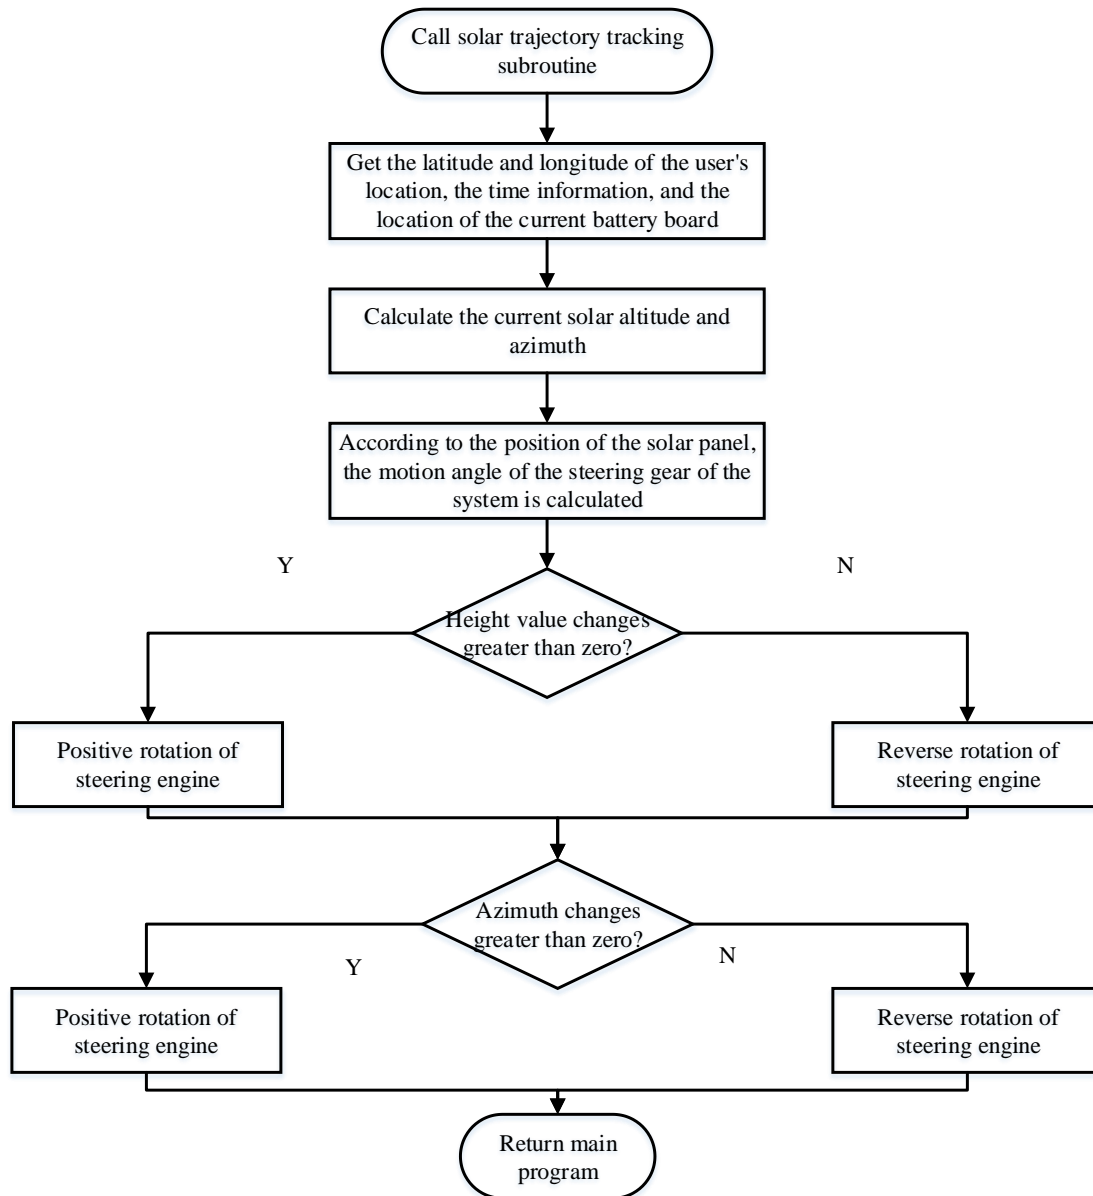 Call solar trajectory tracking
subroutine
Get the latitude and longitude of the user's
location, the time information, and the
location of the current battery board
Calculate the current solar altitude and
azimuth
According to the position of the solar panel,
the motion angle of the steering gear of the
system is calculated
Y
N
Height value changes
greater than zero?
Positive rotation of
steering engine
Reverse rotation of
steering engine
Azimuth changes
greater than zero?
Y
N
Positive rotation of
steering engine
Reverse rotation of
steering engine
Return main
program